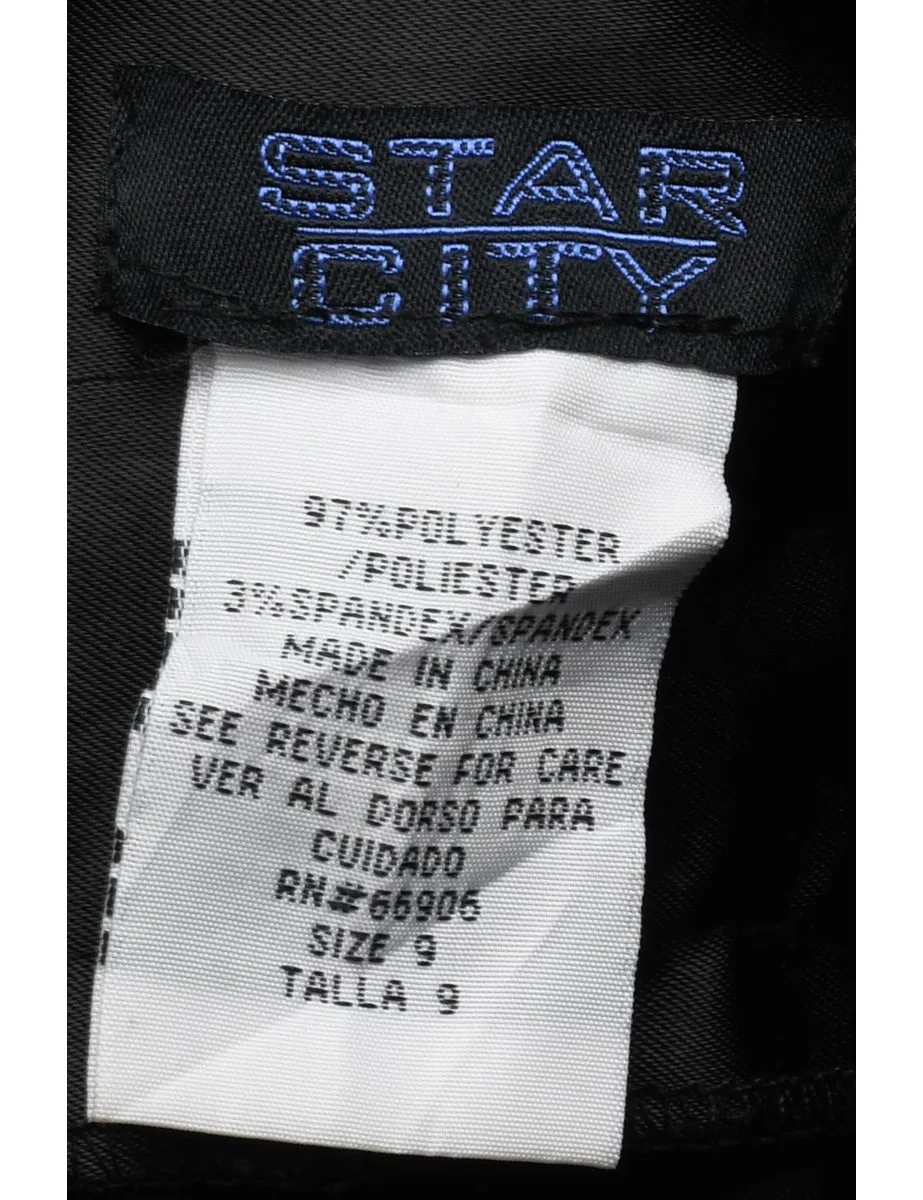 STAR
CITY
97%POLYESTER
/POLIESTER
3%SPANDEX/SPANDEX
MADE IN CHINA
MECHO EN CHINA
SEE REVERSE FOR CARE
VER AL DORSO PARA
CUIDADO
RN#66906
SIZE 9
TALLA 9